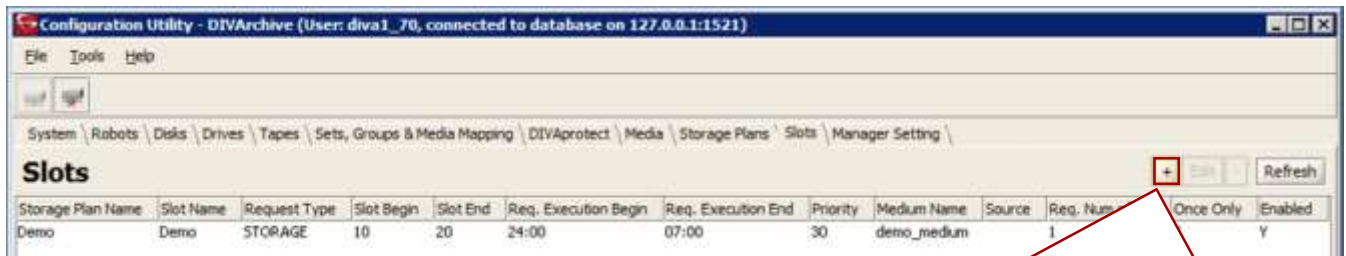 Configuration Utility - DIVArchive (User: diva1_70, connected to database on 127.0.0.1:1521)
File Tools Help
System \ Robots \ Disks \ Drives \ Tapes \ Sets, Groups & Media Mapping \ DIVAprotect \ Media \ Storage Plans \ Slots \ Manager Setting \
Slots
+ Edit - Refresh
Storage Plan Name Slot Name Request Type Slot Begin Slot End Req. Execution Begin Req. Execution End Priority Medium Name Source Req. Num Once Only Enabled
Demo Demo STORAGE 10 20 24:00 07:00 30 demo_medium 1 Y